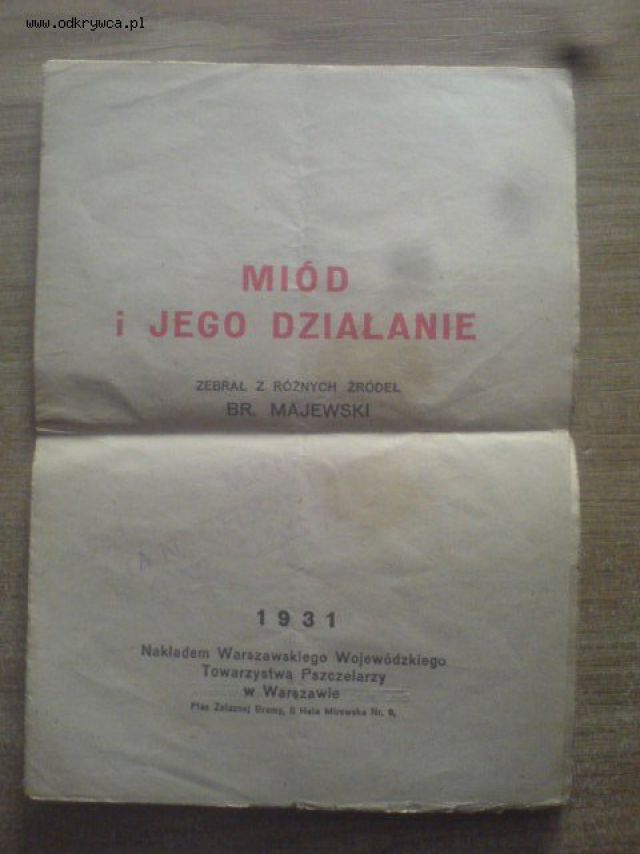 www.odkrywca.pl
MIÓD
i JEGO DZIAŁANIE
ZEBRAŁ Z RÓŻNYCH ŹRÓDEŁ
BR. MAJEWSKI
1931
Nakładem Warszawskiego Wojewódzkiego
Towarzystwa Pszczelarzy
w Warszawie
Plac Żelaznej Bramy, II Hala Mirowska Nr. 9,